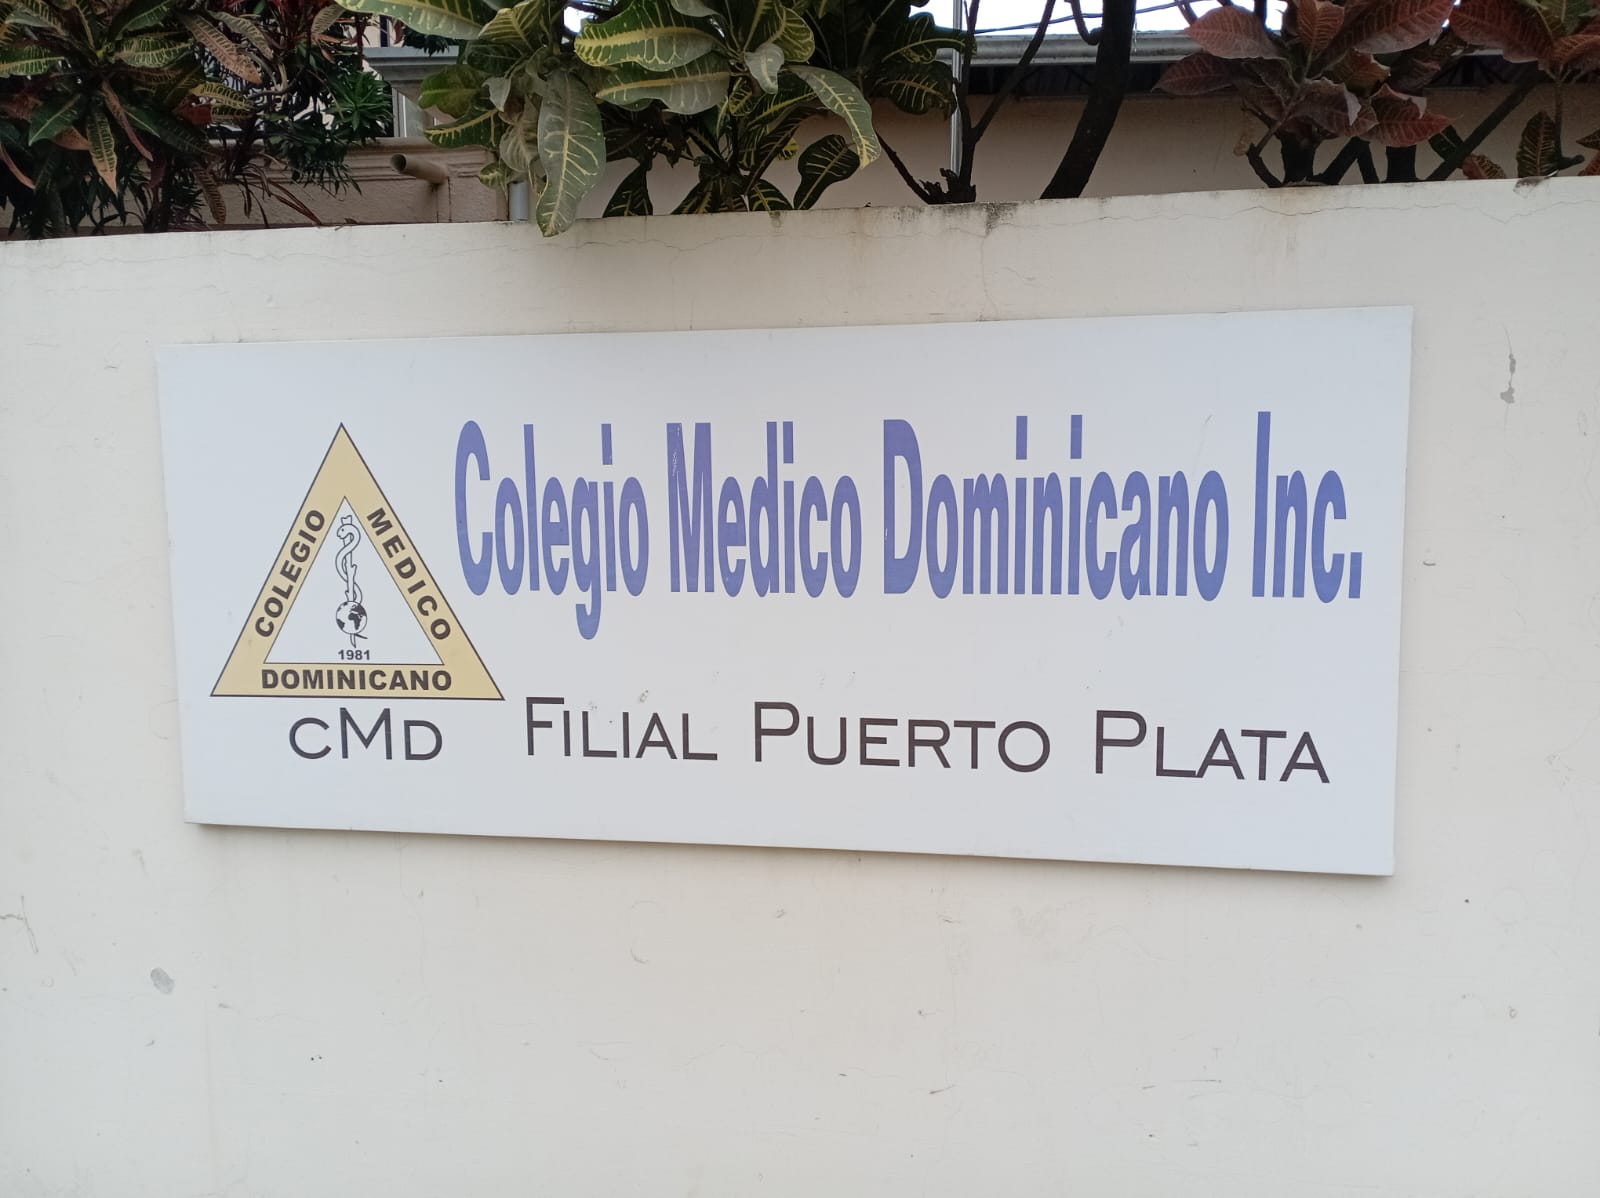 Colegio Medico Dominicano Inc.
COLEGIO
MEDICO
1981
DOMINICANO
CMD
FILIAL PUERTO PLATA